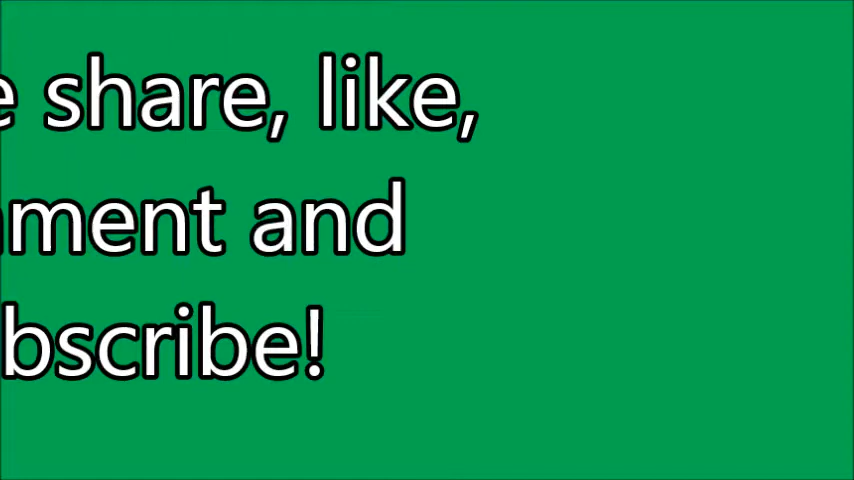 e share, like,
ment and
bscribe!